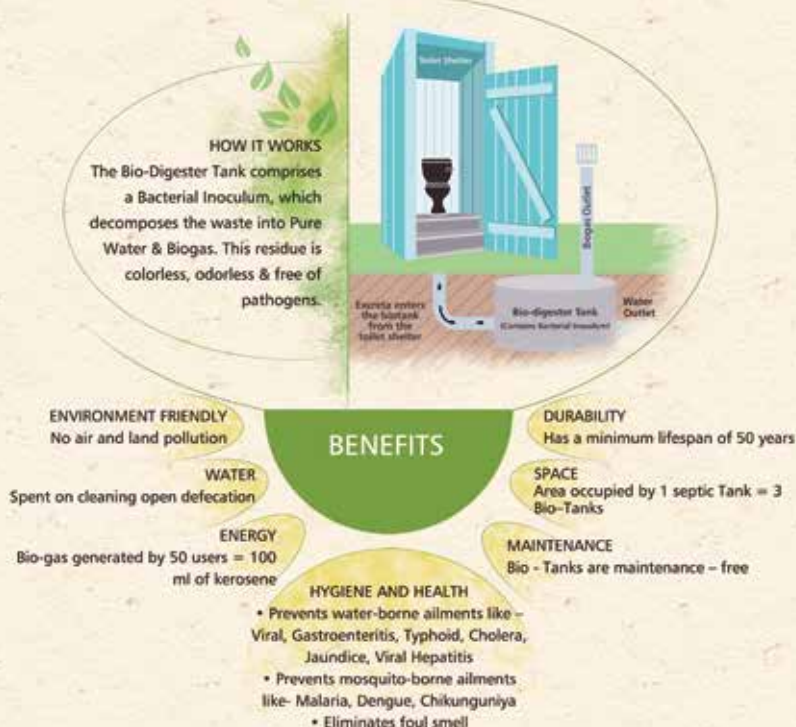 Toilet Shelter
HOW IT WORKS
The Bio-Digester Tank comprises
a Bacterial Inoculum, which
decomposes the waste into Pure
Water & Biogas. This residue is
colorless, odorless & free of
pathogens.
Biogas Outlet
Excreta enters
the biotank
from the
toilet shelter
Bio-digester Tank
(Contains Bacterial Inoculum)
Water
Outlet
BENEFITS
ENVIRONMENT FRIENDLY
No air and land pollution
WATER
Spent on cleaning open defecation
ENERGY
Bio-gas generated by 50 users = 100
ml of kerosene
HYGIENE AND HEALTH
• Prevents water-borne ailments like –
Viral, Gastroenteritis, Typhoid, Cholera,
Jaundice, Viral Hepatitis
• Prevents mosquito-borne ailments
like- Malaria, Dengue, Chikunguniya
• Eliminates foul smell
DURABILITY
Has a minimum lifespan of 50 years
SPACE
Area occupied by 1 septic Tank = 3
Bio–Tanks
MAINTENANCE
Bio - Tanks are maintenance – free